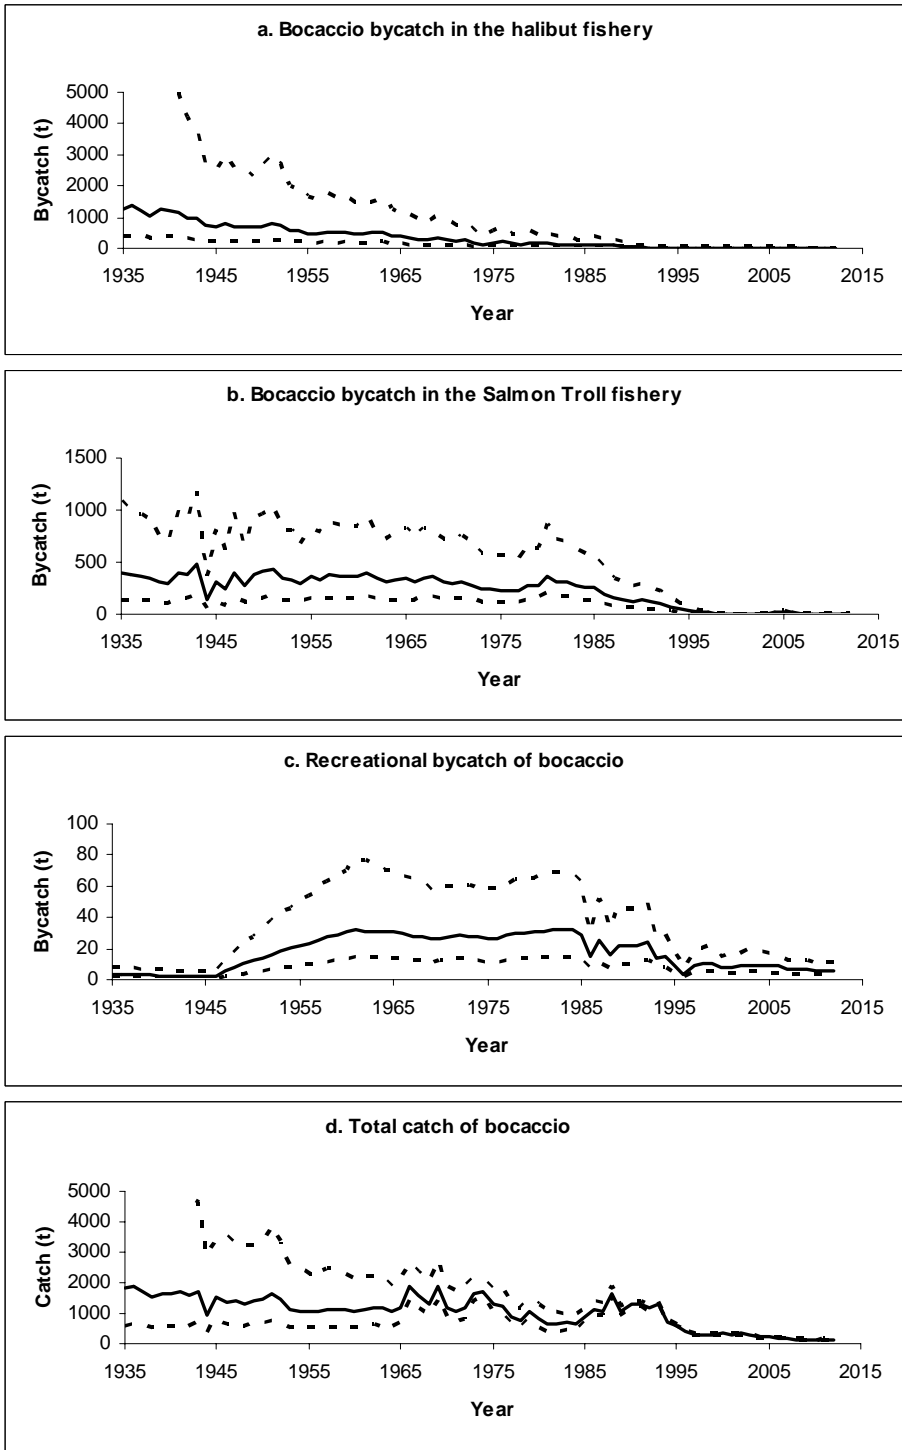 a. Bocaccio bycatch in the halibut fishery
5000
4000
3000
2000
1000
0
Bycatch (t)
1935 1945 1955 1965 1975 1985 1995 2005 2015
Year
b. Bocaccio bycatch in the Salmon Troll fishery
1500
1000
500
0
Bycatch (t)
1935 1945 1955 1965 1975 1985 1995 2005 2015
Year
c. Recreational bycatch of bocaccio
100
80
60
40
20
0
Bycatch (t)
1935 1945 1955 1965 1975 1985 1995 2005 2015
Year
d. Total catch of bocaccio
5000
4000
3000
2000
1000
0
Catch (t)
1935 1945 1955 1965 1975 1985 1995 2005 2015
Year